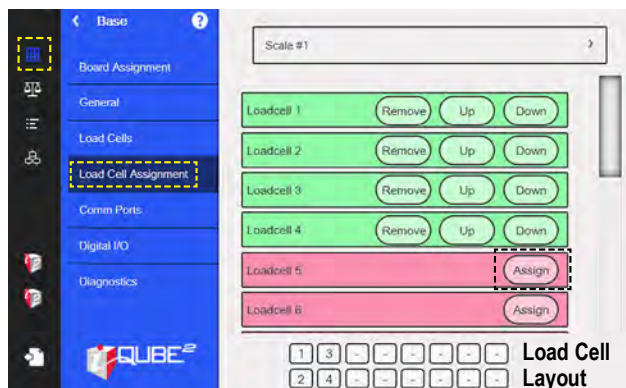 Base ?
Board Assignment
General
Load Cells
Load Cell Assignment
Comm Ports
Digital I/O
Diagnostics
QUBE²
Scale #1
Loadcell 1 Remove Up Down
Loadcell 2 Remove Up Down
Loadcell 3 Remove Up Down
Loadcell 4 Remove Up Down
Loadcell 5 Assign
Loadcell 6 Assign
1 3 - - - - - - Load Cell
2 4 - - - - - - Layout